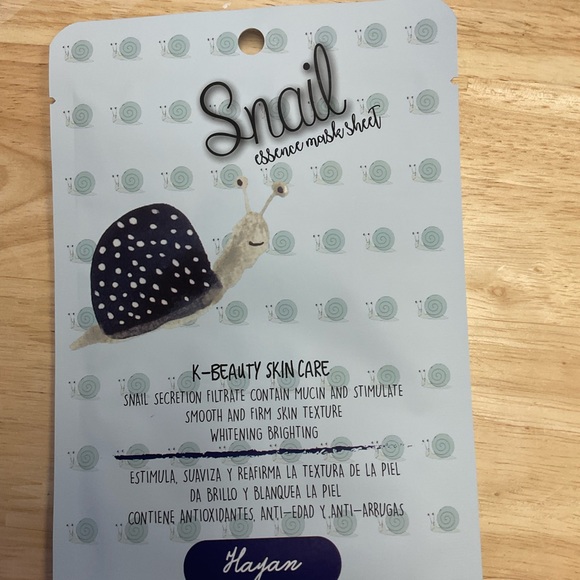 Snail
essence mask sheet
K-BEAUTY SKIN CARE
SNAIL SECRETION FILTRATE CONTAIN MUCIN AND STIMULATE
SMOOTH AND FIRM SKIN TEXTURE
WHITENING BRIGHTING
ESTIMULA, SUAVIZA Y REAFIRMA LA TEXTURA DE LA PIEL
DA BRILLO Y BLANQUEA LA PIEL
CONTIENE ANTIOXIDANTES, ANTI-EDAD Y ANTI-ARRUGAS
Hayan